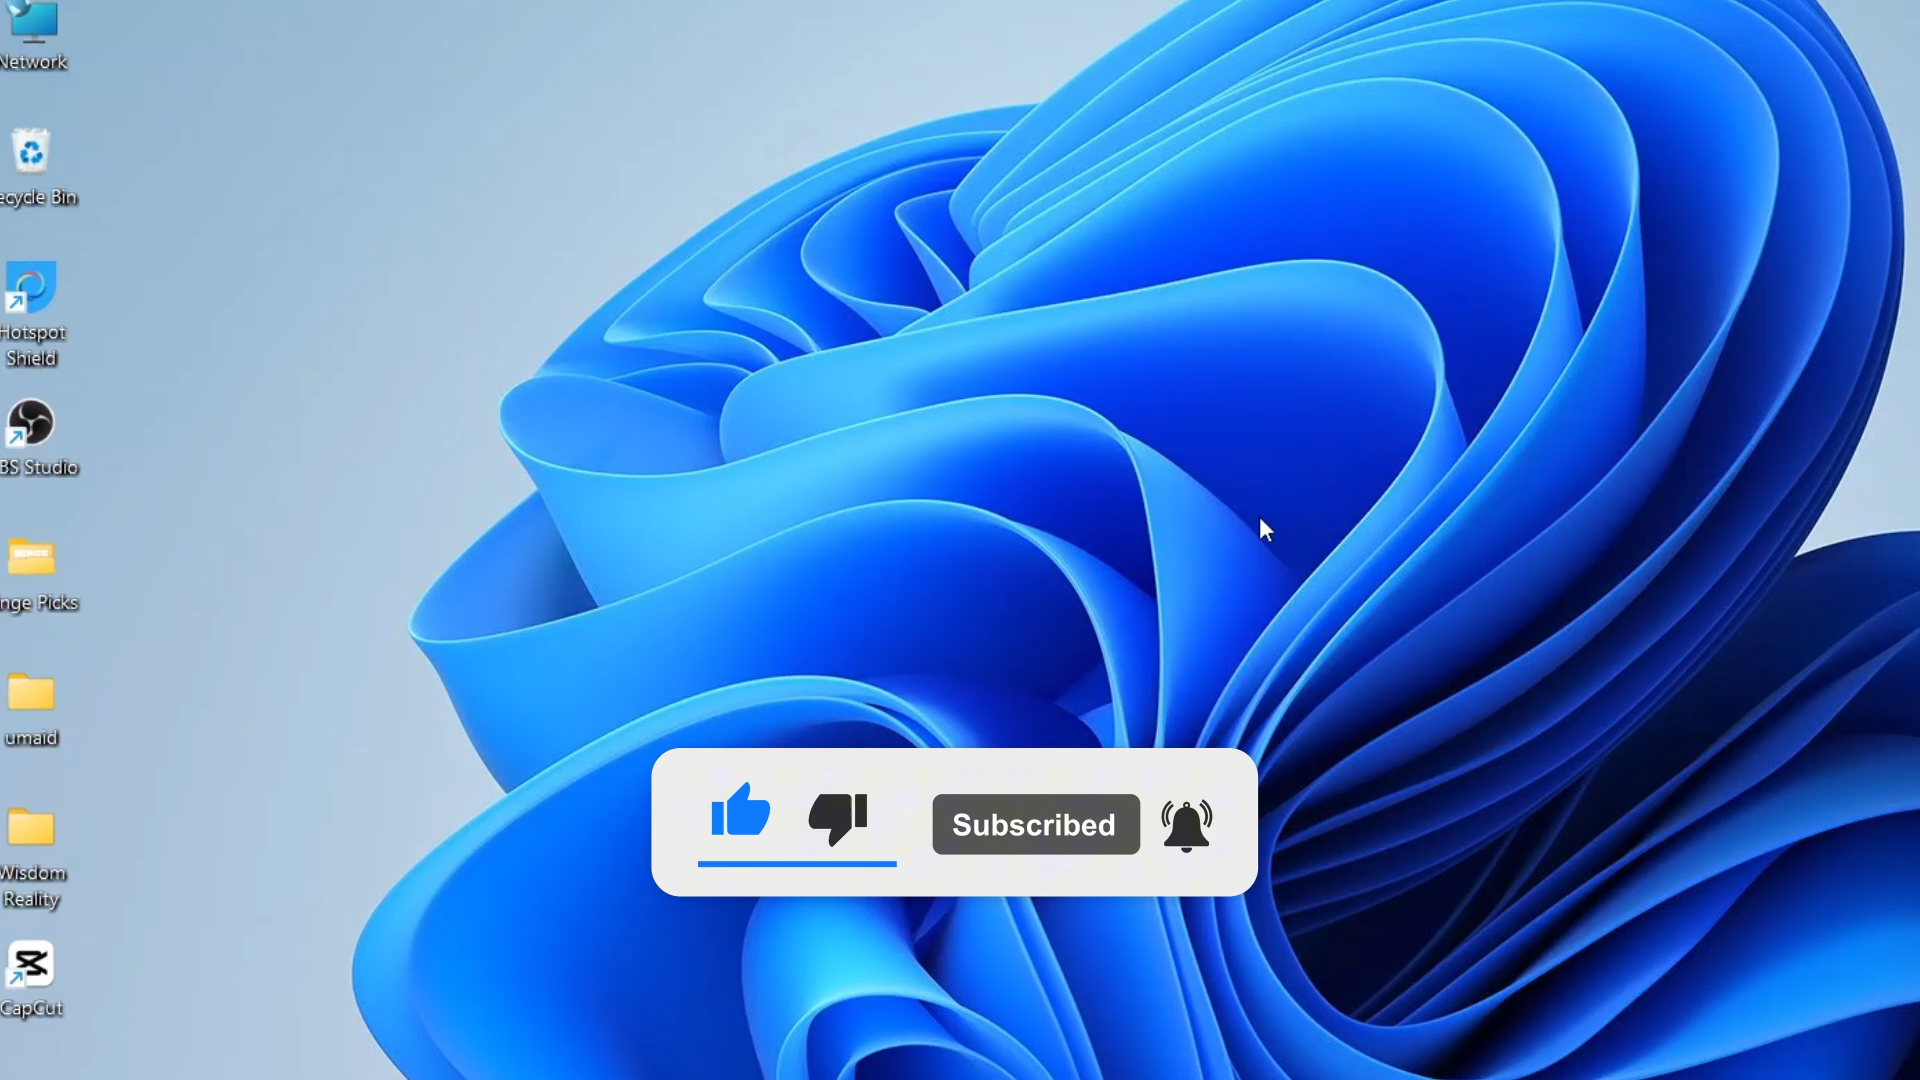 Network
ecycle Bin
Hotspot
Shield
BS Studio
nge Picks
umaid
Wisdom
Reality
CapCut
Subscribed